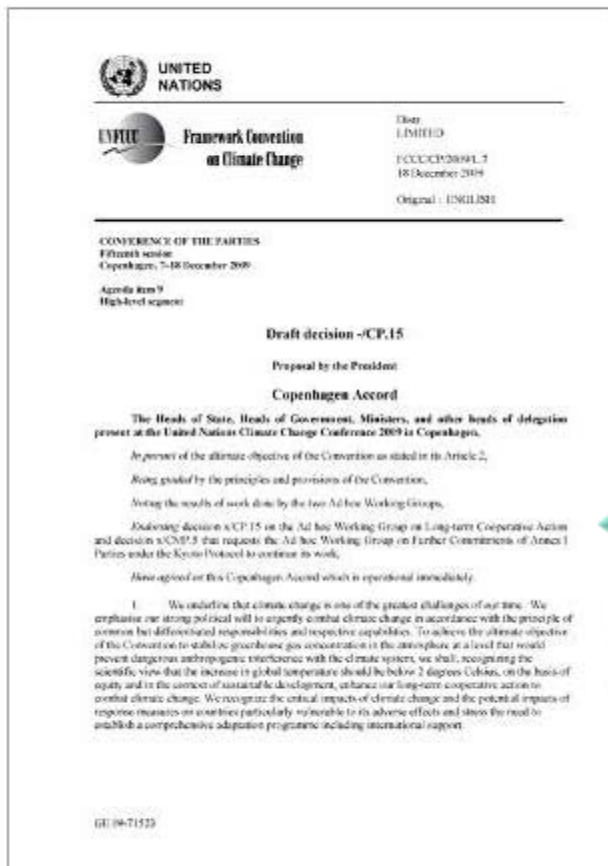 UNITED
NATIONS
UNFCCC
Framework Convention
on Climate Change
Distr.
LIMITED
FCCC/CP/2009/L.7
18 December 2009
Original : ENGLISH
CONFERENCE OF THE PARTIES
Fifteenth session
Copenhagen, 7–18 December 2009
Agenda item 9
High-level segment
Draft decision -/CP.15
Proposal by the President
Copenhagen Accord
The Heads of State, Heads of Government, Ministers, and other heads of delegation
present at the United Nations Climate Change Conference 2009 in Copenhagen,
In pursuit of the ultimate objective of the Convention as stated in its Article 2,
Being guided by the principles and provisions of the Convention,
Noting the results of work done by the two Ad hoc Working Groups,
Endorsing decision x/CP.15 on the Ad hoc Working Group on Long-term Cooperative Action
and decision x/CMP.5 that requests the Ad hoc Working Group on Further Commitments of Annex I
Parties under the Kyoto Protocol to continue its work,
Have agreed on this Copenhagen Accord which is operational immediately.
1. We underline that climate change is one of the greatest challenges of our time. We
emphasise our strong political will to urgently combat climate change in accordance with the principle of
common but differentiated responsibilities and respective capabilities. To achieve the ultimate objective
of the Convention to stabilize greenhouse gas concentration in the atmosphere at a level that would
prevent dangerous anthropogenic interference with the climate system, we shall, recognizing the
scientific view that the increase in global temperature should be below 2 degrees Celsius, on the basis of
equity and in the context of sustainable development, enhance our long-term cooperative action to
combat climate change. We recognize the critical impacts of climate change and the potential impacts of
response measures on countries particularly vulnerable to its adverse effects and stress the need to
establish a comprehensive adaptation programme including international support.
GE.09-71523